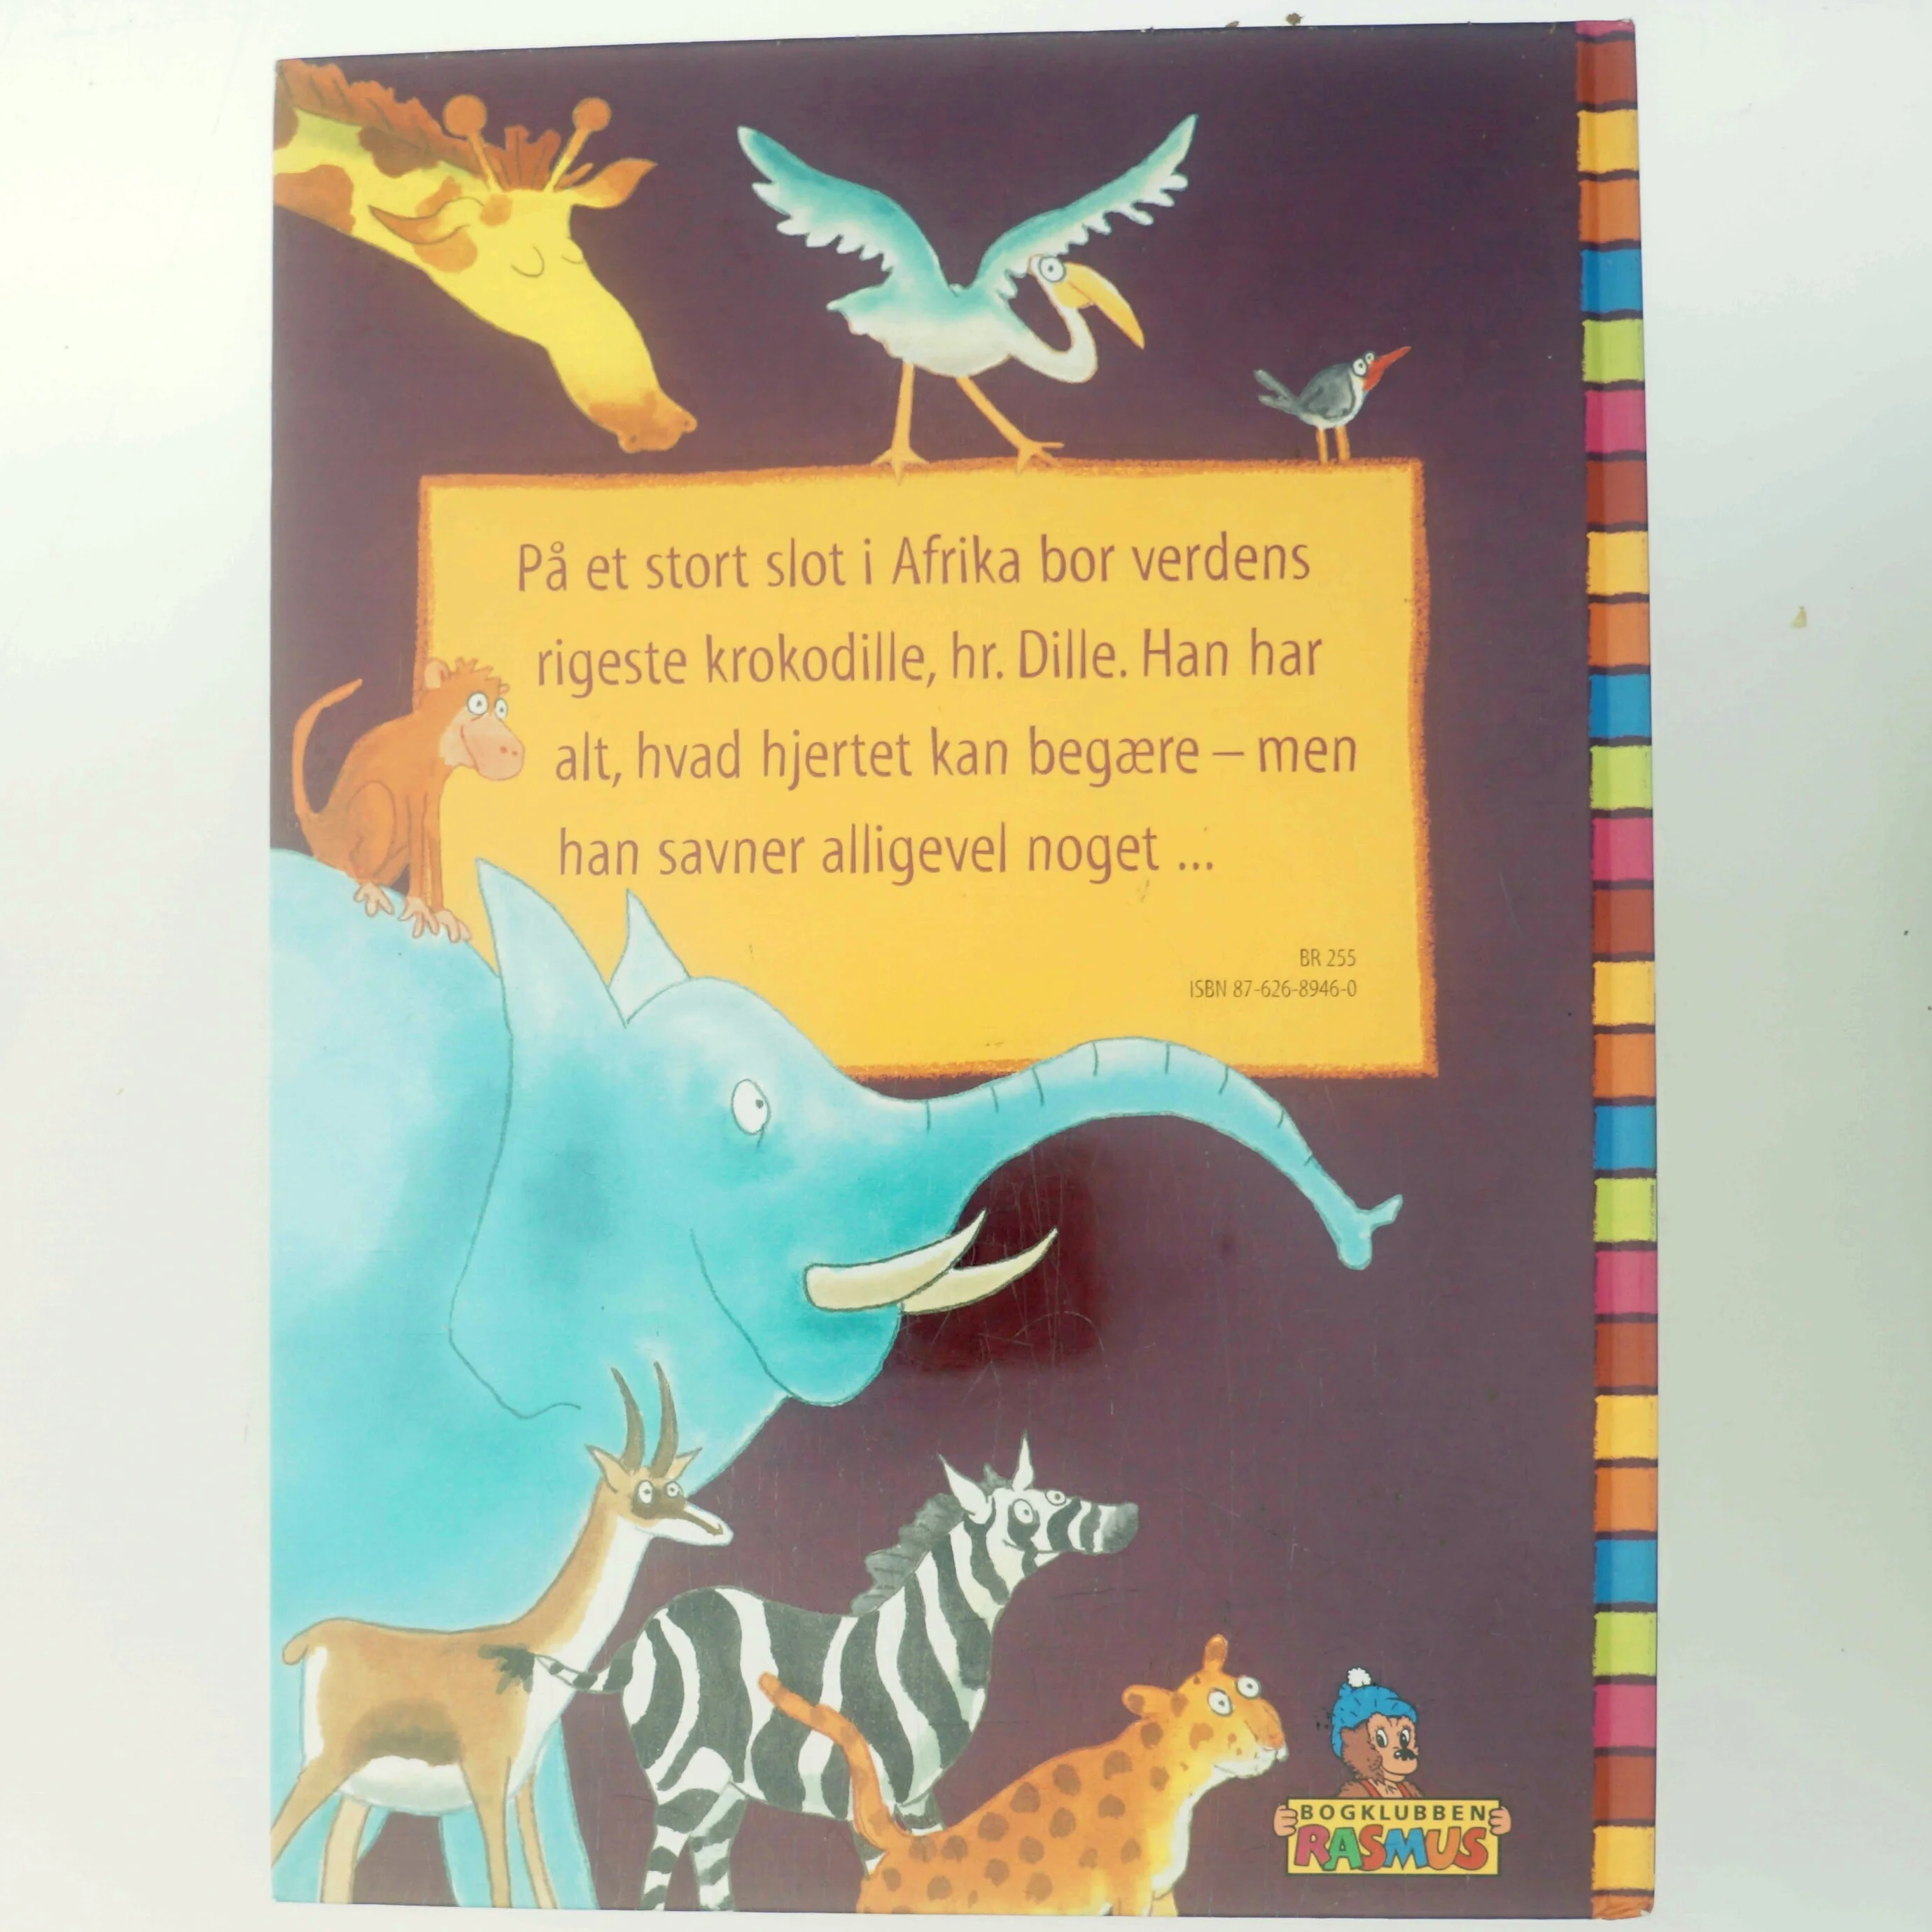 På et stort slot i Afrika bor verdens
rigeste krokodille, hr. Dille. Han har
alt, hvad hjertet kan begære – men
han savner alligevel noget ...
BR 255
ISBN 87-626-8946-0
BOGKLUBBEN
RASMUS